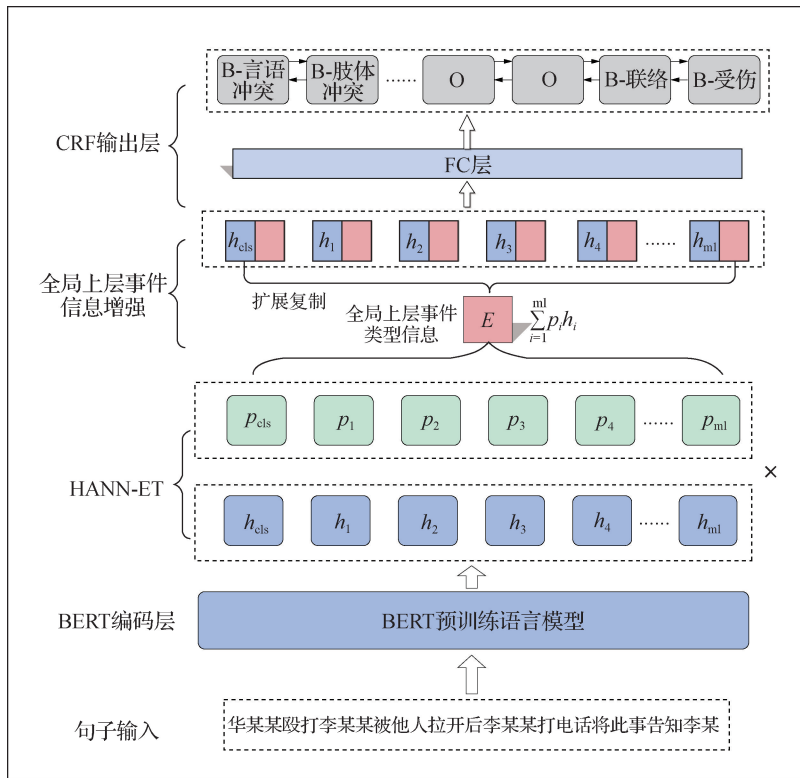 B-言语 B-肢体 …… O O B-联络 B-受伤
冲突 冲突
CRF输出层
FC层
h_cls h_1 h_2 h_3 h_4 …… h_ml
全局上层事件
信息增强
扩展复制
全局上层事件
类型信息
E
ml
∑ p_i h_i
i=1
p_cls p_1 p_2 p_3 p_4 …… p_ml
×
HANN-ET
h_cls h_1 h_2 h_3 h_4 …… h_ml
BERT编码层
BERT预训练语言模型
句子输入
华某某殴打李某某被他人拉开后李某某打电话将此事告知李某